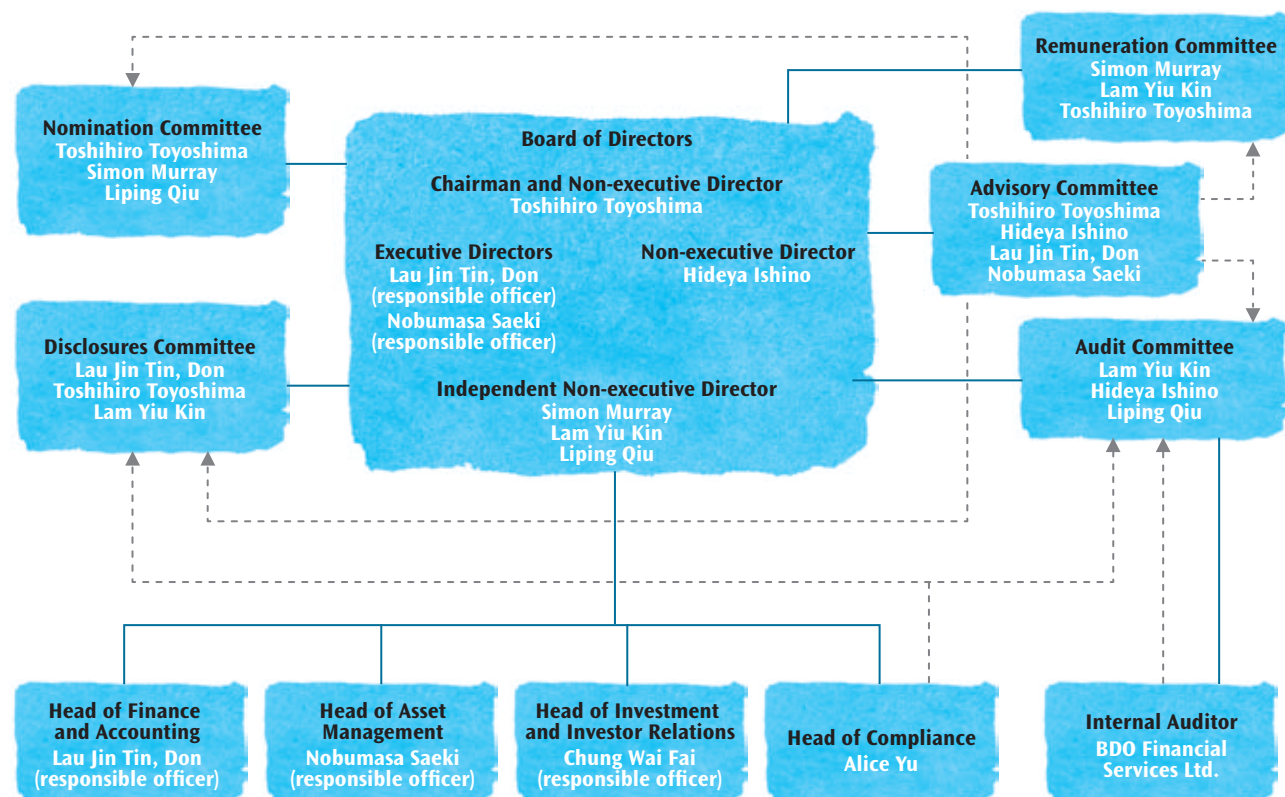 Remuneration Committee
Simon Murray
Lam Yiu Kin
Toshihiro Toyoshima
Nomination Committee
Toshihiro Toyoshima
Simon Murray
Liping Qiu
Board of Directors
Chairman and Non-executive Director
Toshihiro Toyoshima
Executive Directors
Lau Jin Tin, Don
(responsible officer)
Nobumasa Saeki
(responsible officer)
Non-executive Director
Hideya Ishino
Independent Non-executive Director
Simon Murray
Lam Yiu Kin
Liping Qiu
Advisory Committee
Toshihiro Toyoshima
Hideya Ishino
Lau Jin Tin, Don
Nobumasa Saeki
Disclosures Committee
Lau Jin Tin, Don
Toshihiro Toyoshima
Lam Yiu Kin
Audit Committee
Lam Yiu Kin
Hideya Ishino
Liping Qiu
Head of Finance
and Accounting
Lau Jin Tin, Don
(responsible officer)
Head of Asset
Management
Nobumasa Saeki
(responsible officer)
Head of Investment
and Investor Relations
Chung Wai Fai
(responsible officer)
Head of Compliance
Alice Yu
Internal Auditor
BDO Financial
Services Ltd.